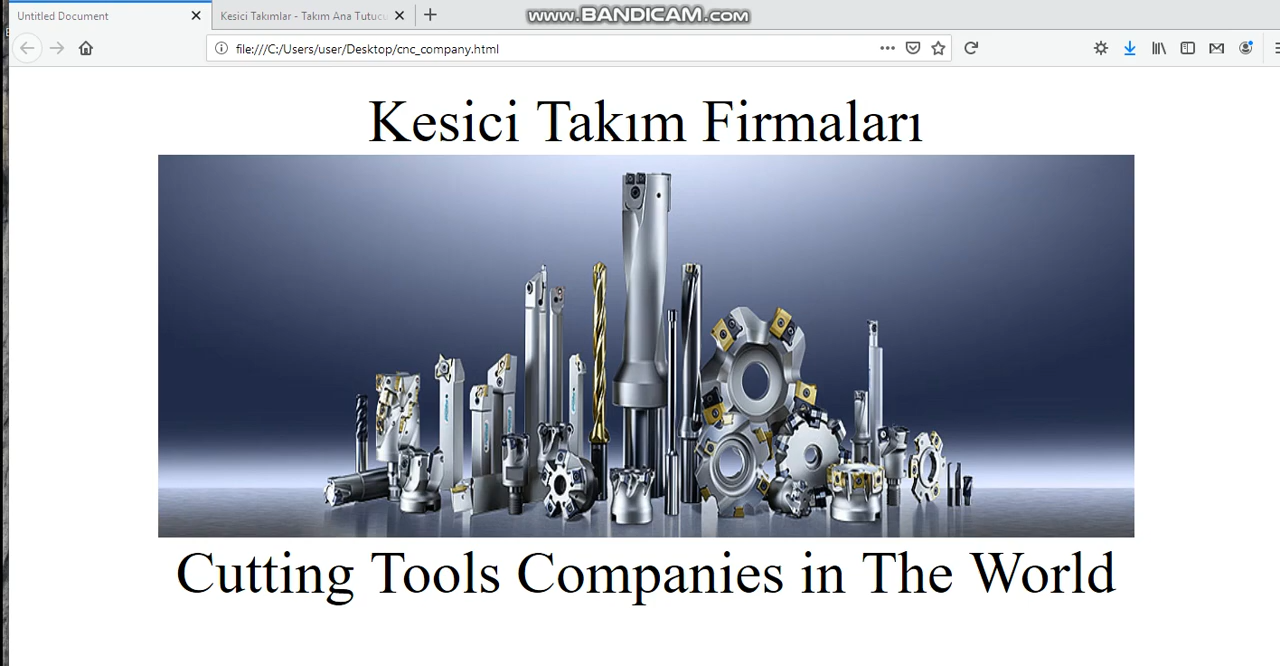 Untitled Document
Kesici Takımlar - Takım Ana Tutucu
www.BANDICAM.com
file:///C:/Users/user/Desktop/cnc_company.html
Kesici Takım Firmaları
Cutting Tools Companies in The World